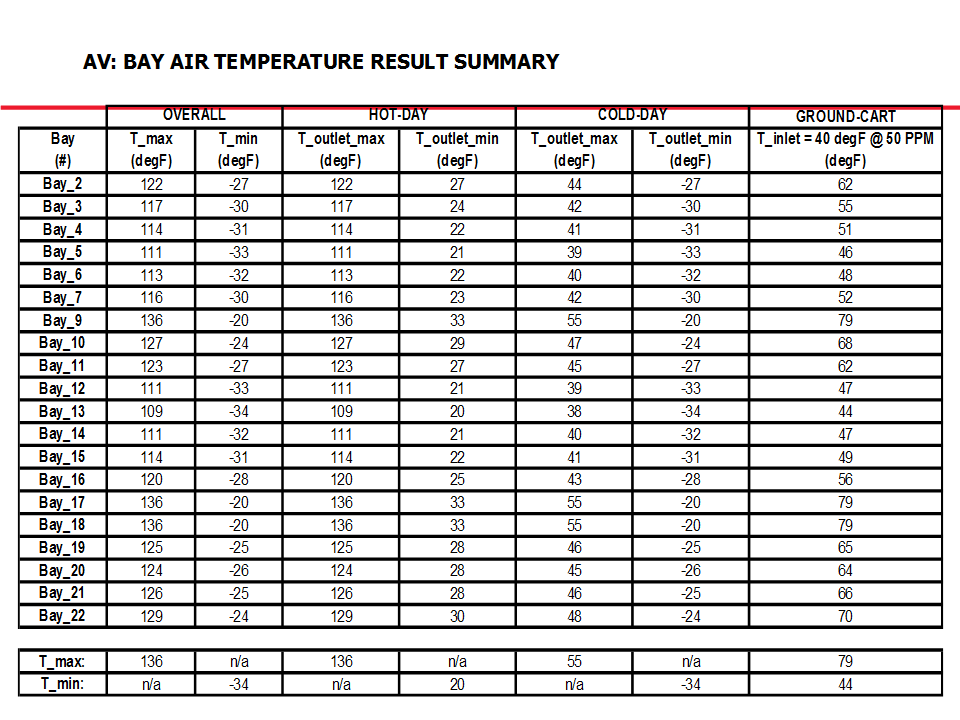 AV: BAY AIR TEMPERATURE RESULT SUMMARY
OVERALL HOT-DAY COLD-DAY GROUND-CART
Bay T_max T_min T_outlet_max T_outlet_min T_outlet_max T_outlet_min T_inlet = 40 degF @ 50 PPM
(#) (degF) (degF) (degF) (degF) (degF) (degF) (degF)
Bay_2 122 -27 122 27 44 -27 62
Bay_3 117 -30 117 24 42 -30 55
Bay_4 114 -31 114 22 41 -31 51
Bay_5 111 -33 111 21 39 -33 46
Bay_6 113 -32 113 22 40 -32 48
Bay_7 116 -30 116 23 42 -30 52
Bay_9 136 -20 136 33 55 -20 79
Bay_10 127 -24 127 29 47 -24 68
Bay_11 123 -27 123 27 45 -27 62
Bay_12 111 -33 111 21 39 -33 47
Bay_13 109 -34 109 20 38 -34 44
Bay_14 111 -32 111 21 40 -32 47
Bay_15 114 -31 114 22 41 -31 49
Bay_16 120 -28 120 25 43 -28 56
Bay_17 136 -20 136 33 55 -20 79
Bay_18 136 -20 136 33 55 -20 79
Bay_19 125 -25 125 28 46 -25 65
Bay_20 124 -26 124 28 45 -26 64
Bay_21 126 -25 126 28 46 -25 66
Bay_22 129 -24 129 30 48 -24 70
T_max: 136 n/a 136 n/a 55 n/a 79
T_min: n/a -34 n/a 20 n/a -34 44